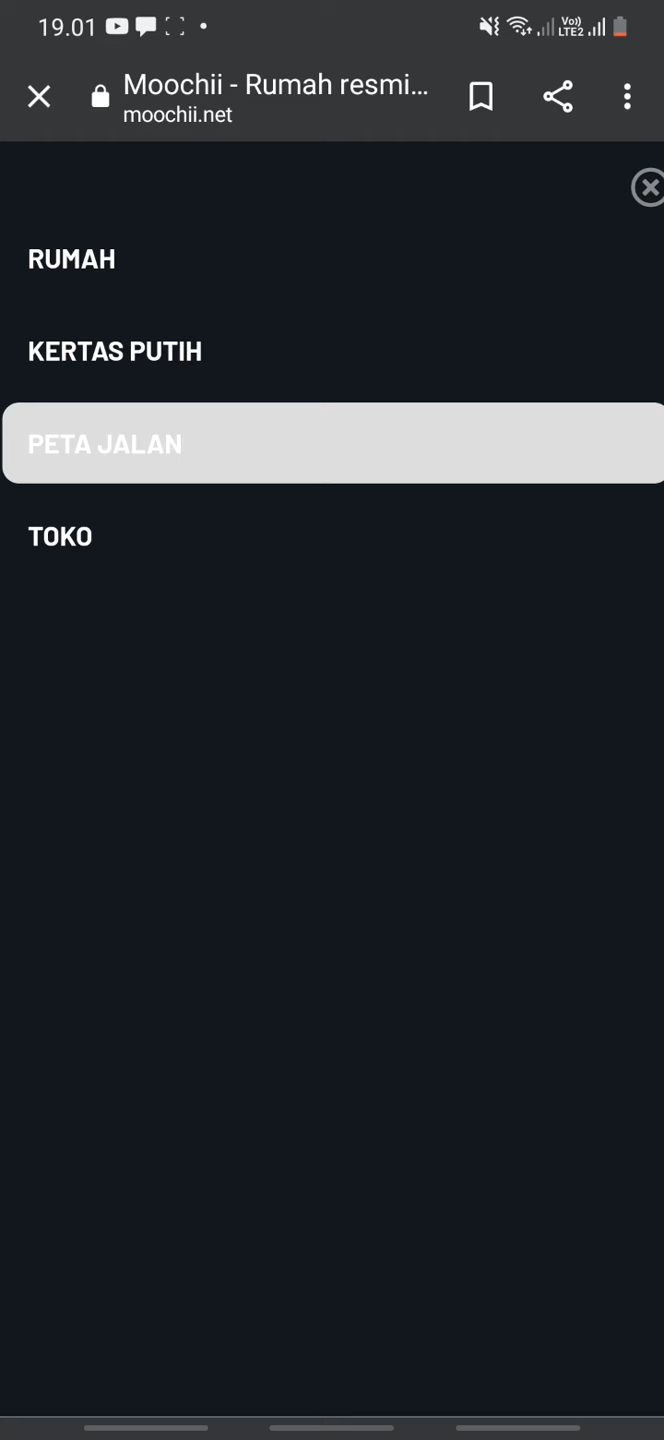 19.01
Vo))
LTE2
Moochii - Rumah resmi...
moochii.net
RUMAH
KERTAS PUTIH
PETA JALAN
TOKO